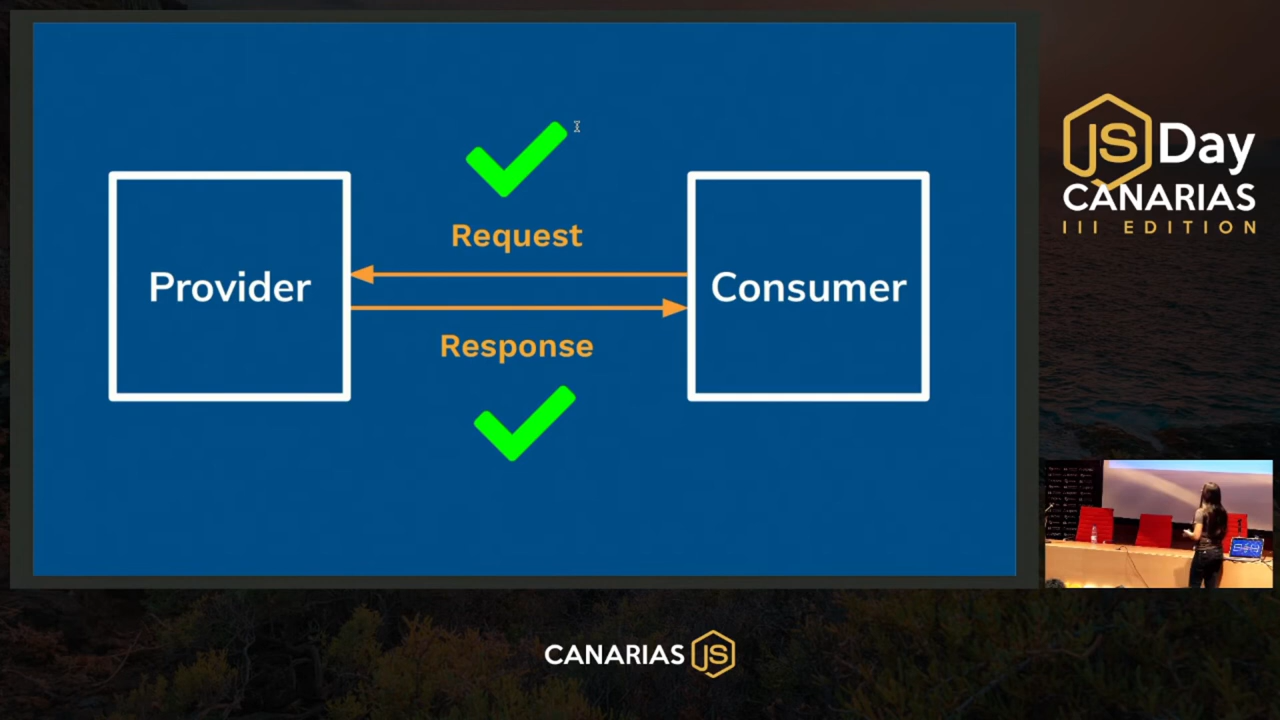 Request
Provider
Consumer
Response
JS Day
CANARIAS
III EDITION
CANARIAS JS